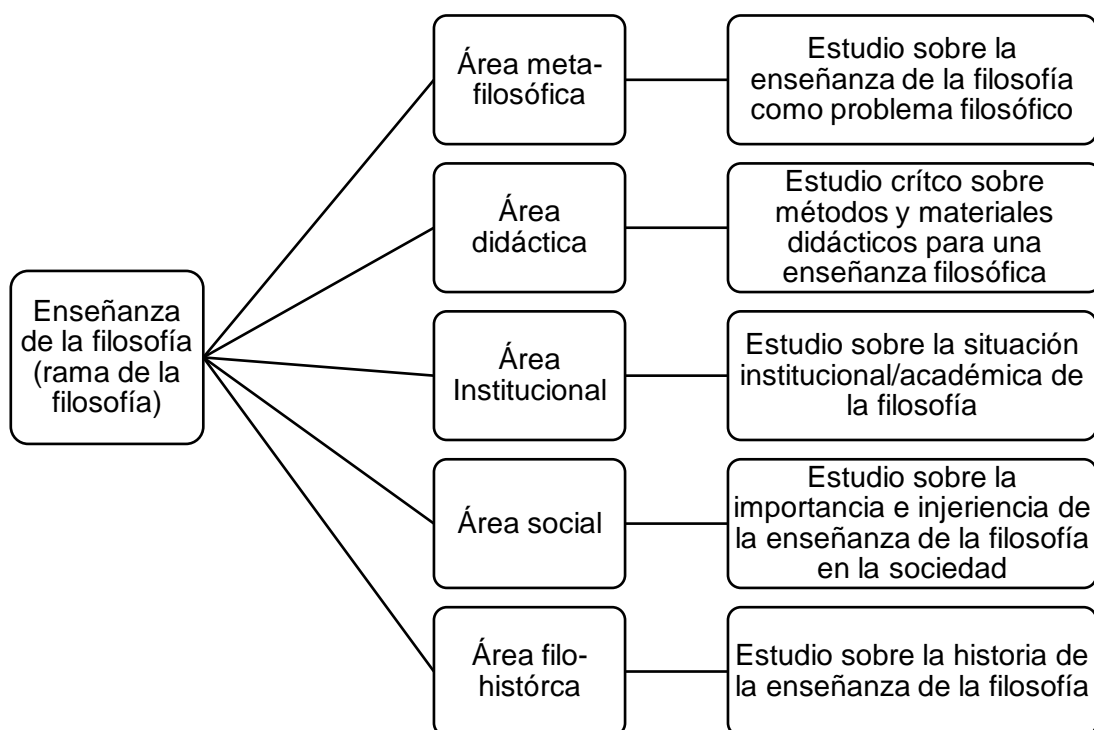 Enseñanza
de la filosofía
(rama de la
filosofía)
Área meta-
filosófica
Estudio sobre la
enseñanza de la filosofía
como problema filosófico
Área
didáctica
Estudio crítco sobre
métodos y materiales
didácticos para una
enseñanza filosófica
Área
Institucional
Estudio sobre la situación
institucional/académica de
la filosofía
Área social
Estudio sobre la
importancia e injeriencia de
la enseñanza de la filosofía
en la sociedad
Área filo-
histórca
Estudio sobre la historia de
la enseñanza de la filosofía